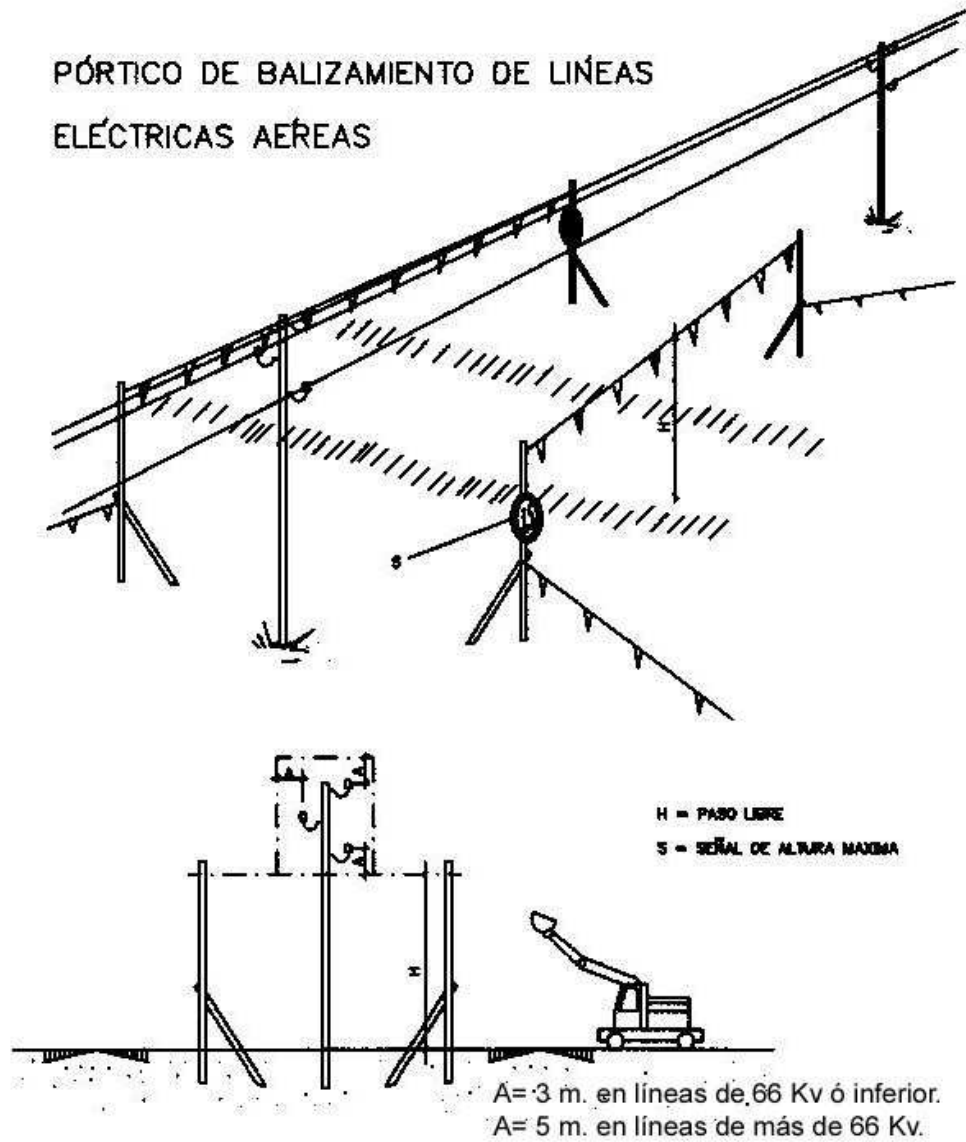 PÓRTICO DE BALIZAMIENTO DE LÍNEAS
ELÉCTRICAS AÉREAS
H
S
A
A
A
H
H = PASO LIBRE
S = SEÑAL DE ALTURA MAXIMA
A= 3 m. en líneas de 66 Kv ó inferior.
A= 5 m. en líneas de más de 66 Kv.